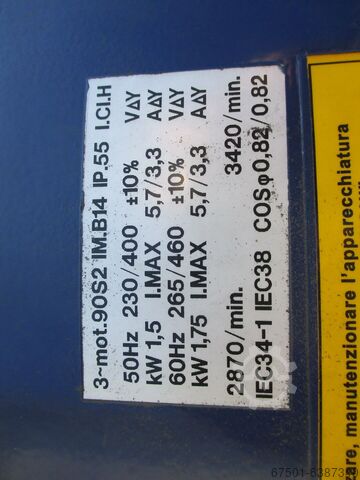 3~mot.90S2 IM.B14 IP.55 I.Cl.H
50Hz 230/400 ±10% VΔY
kW 1,5 I.MAX 5,7/3,3 AΔY
60Hz 265/460 ±10% VΔY
kW 1,75 I.MAX 5,7/3,3 AΔY
2870/min. 3420/min.
IEC34-1 IEC38 COSφ0,82/0,82
l'apparecchiatura
manutenzionare l'appare
67501-6387320